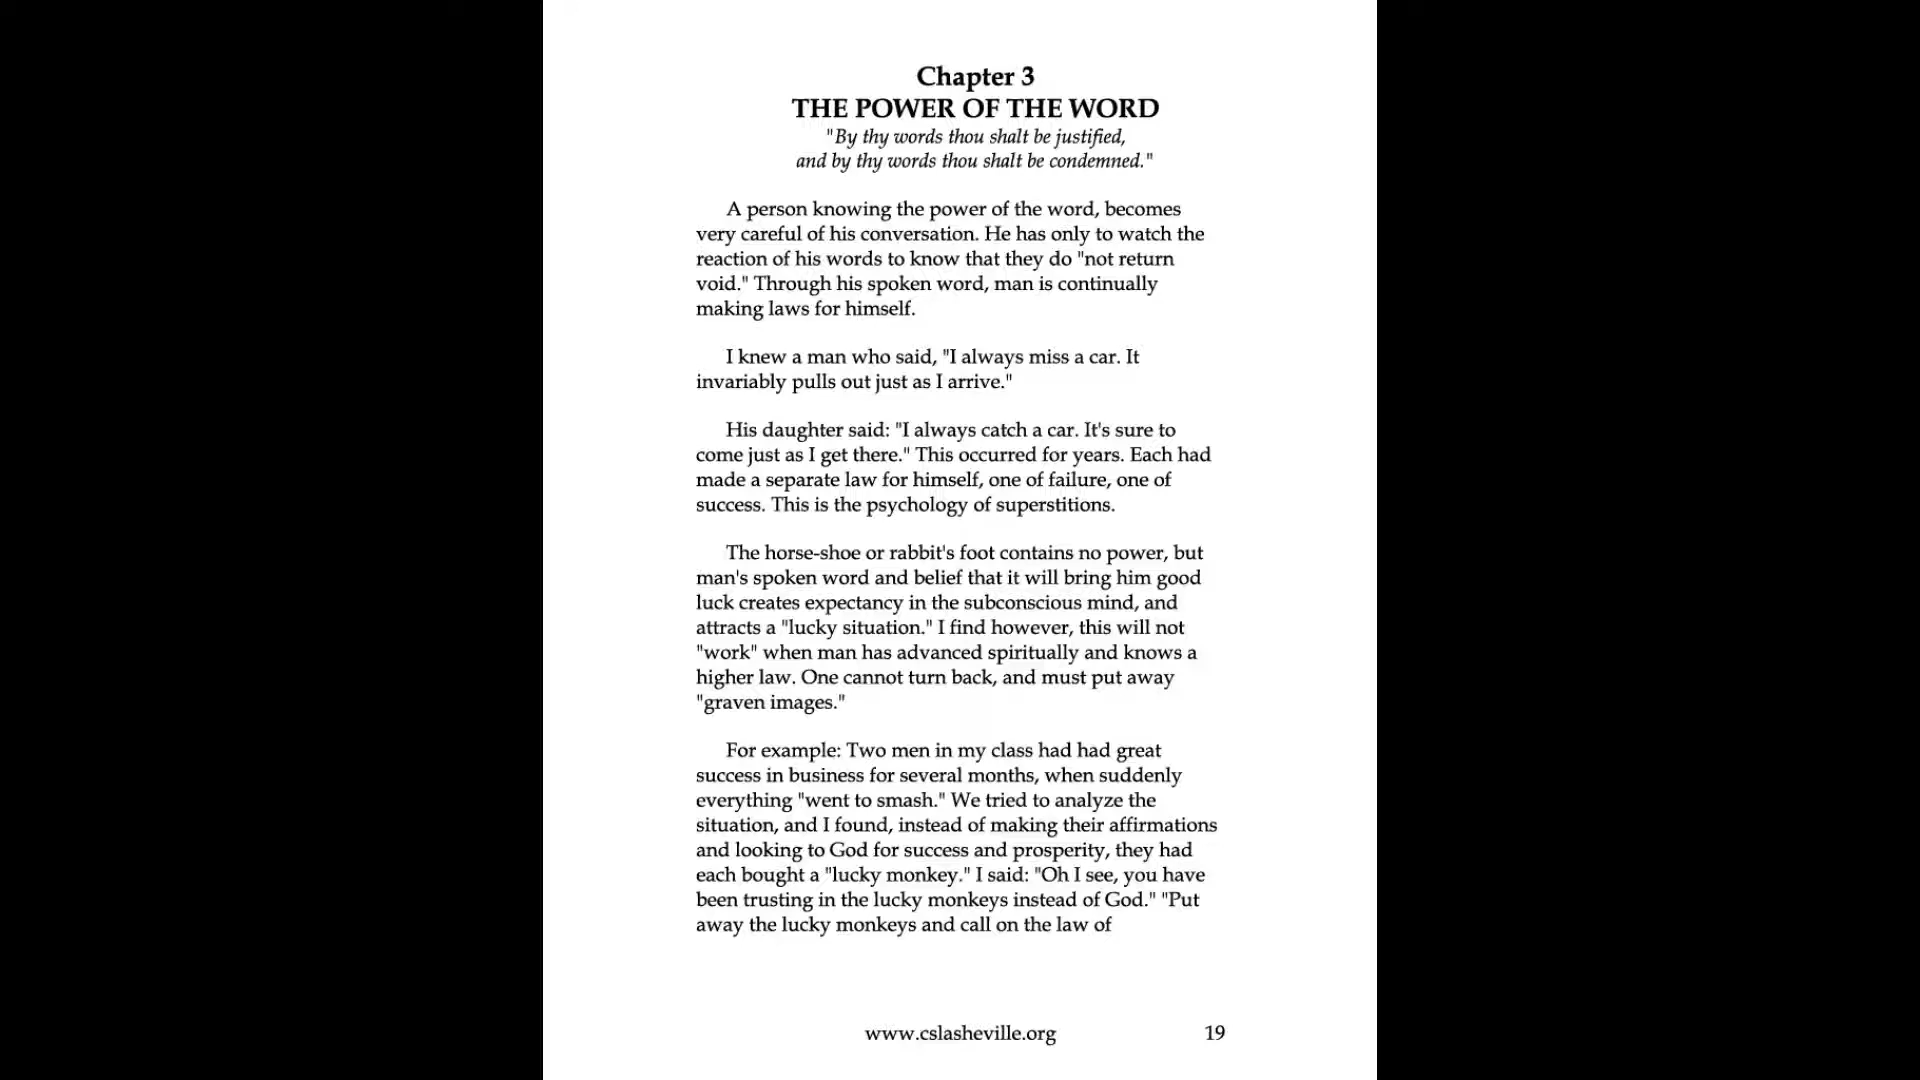 Chapter 3
THE POWER OF THE WORD
"By thy words thou shalt be justified,
and by thy words thou shalt be condemned."
A person knowing the power of the word, becomes
very careful of his conversation. He has only to watch the
reaction of his words to know that they do "not return
void." Through his spoken word, man is continually
making laws for himself.
I knew a man who said, "I always miss a car. It
invariably pulls out just as I arrive."
His daughter said: "I always catch a car. It's sure to
come just as I get there." This occurred for years. Each had
made a separate law for himself, one of failure, one of
success. This is the psychology of superstitions.
The horse-shoe or rabbit's foot contains no power, but
man's spoken word and belief that it will bring him good
luck creates expectancy in the subconscious mind, and
attracts a "lucky situation." I find however, this will not
"work" when man has advanced spiritually and knows a
higher law. One cannot turn back, and must put away
"graven images."
For example: Two men in my class had had great
success in business for several months, when suddenly
everything "went to smash." We tried to analyze the
situation, and I found, instead of making their affirmations
and looking to God for success and prosperity, they had
each bought a "lucky monkey." I said: "Oh I see, you have
been trusting in the lucky monkeys instead of God." "Put
away the lucky monkeys and call on the law of
www.cslasheville.org 19